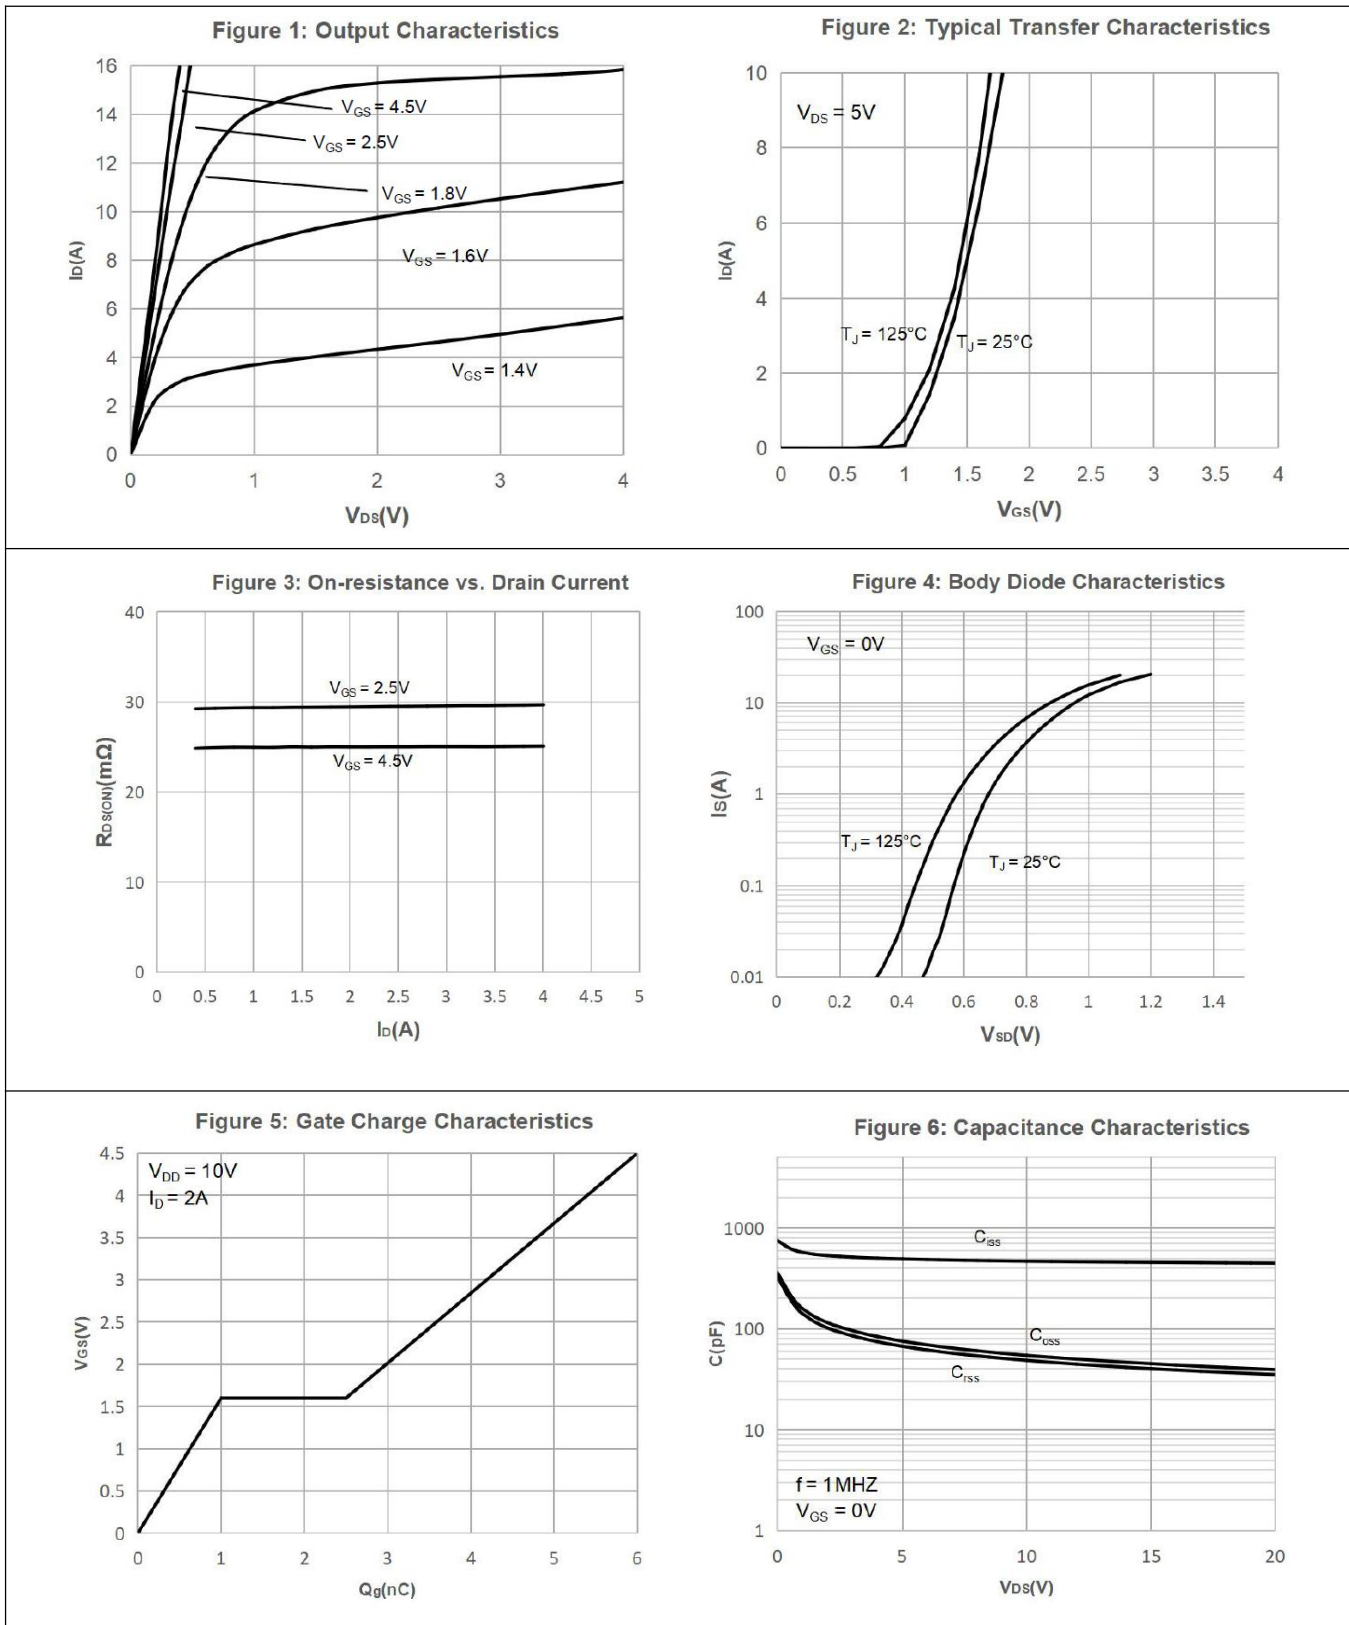 Figure 1: Output Characteristics
16
14
12
10
8
6
4
2
0
ID(A)
VGS = 4.5V
VGS = 2.5V
VGS = 1.8V
VGS = 1.6V
VGS = 1.4V
0 1 2 3 4
VDS(V)
Figure 2: Typical Transfer Characteristics
10
8
6
4
2
0
ID(A)
VDS = 5V
TJ = 125°C
TJ = 25°C
0 0.5 1 1.5 2 2.5 3 3.5 4
VGS(V)
Figure 3: On-resistance vs. Drain Current
40
30
20
10
0
RDS(ON)(mΩ)
VGS = 2.5V
VGS = 4.5V
0 0.5 1 1.5 2 2.5 3 3.5 4 4.5 5
ID(A)
Figure 4: Body Diode Characteristics
100
10
1
0.1
0.01
IS(A)
VGS = 0V
TJ = 125°C
TJ = 25°C
0 0.2 0.4 0.6 0.8 1 1.2 1.4
VSD(V)
Figure 5: Gate Charge Characteristics
4.5
4
3.5
3
2.5
2
1.5
1
0.5
0
VGS(V)
VDD = 10V
ID = 2A
0 1 2 3 4 5 6
Qg(nC)
Figure 6: Capacitance Characteristics
1000
100
10
1
C(pF)
Ciss
Coss
Crss
f = 1MHZ
VGS = 0V
0 5 10 15 20
VDS(V)